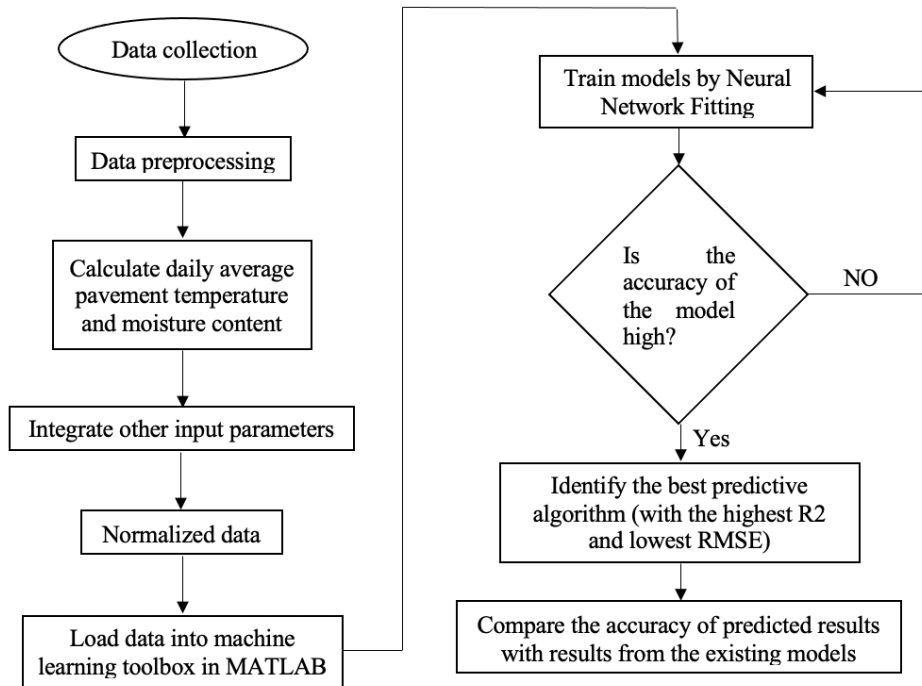 Data collection
Data preprocessing
Calculate daily average
pavement temperature
and moisture content
Integrate other input parameters
Normalized data
Load data into machine
learning toolbox in MATLAB
Train models by Neural
Network Fitting
Is the
accuracy of
the model
high?
NO
Yes
Identify the best predictive
algorithm (with the highest R2
and lowest RMSE)
Compare the accuracy of predicted results
with results from the existing models